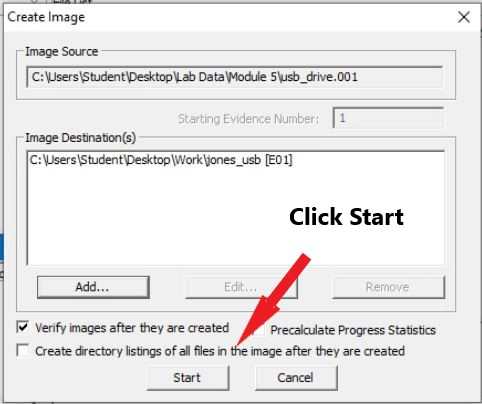 File List
Create Image
Image Source
C:\Users\Student\Desktop\Lab Data\Module 5\usb_drive.001
Starting Evidence Number: 1
Image Destination(s)
C:\Users\Student\Desktop\Work\jones_usb [E01]
Click Start
Add... Edit... Remove
Verify images after they are created Precalculate Progress Statistics
Create directory listings of all files in the image after they are created
Start Cancel